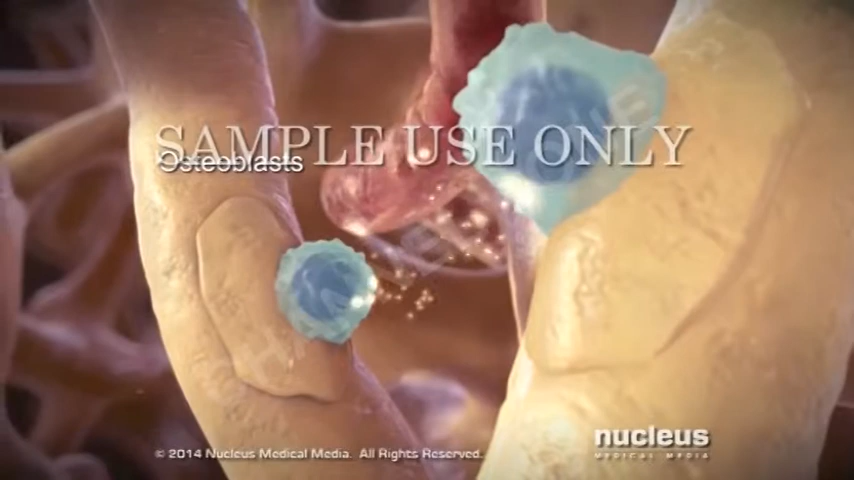 SAMPLE USE ONLY
Osteoblasts
nucleus
MEDICAL MEDIA
© 2014 Nucleus Medical Media. All Rights Reserved.